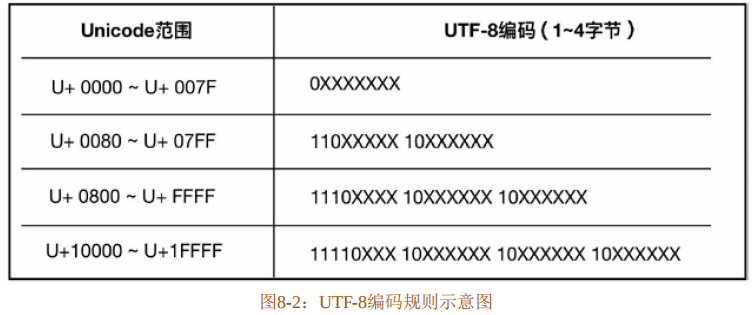 Unicode范围 UTF-8编码（1~4字节）
U+ 0000 ~ U+ 007F 0XXXXXXX
U+ 0080 ~ U+ 07FF 110XXXXX 10XXXXXX
U+ 0800 ~ U+ FFFF 1110XXXX 10XXXXXX 10XXXXXX
U+10000 ~ U+1FFFF 11110XXX 10XXXXXX 10XXXXXX 10XXXXXX
图8-2：UTF-8编码规则示意图